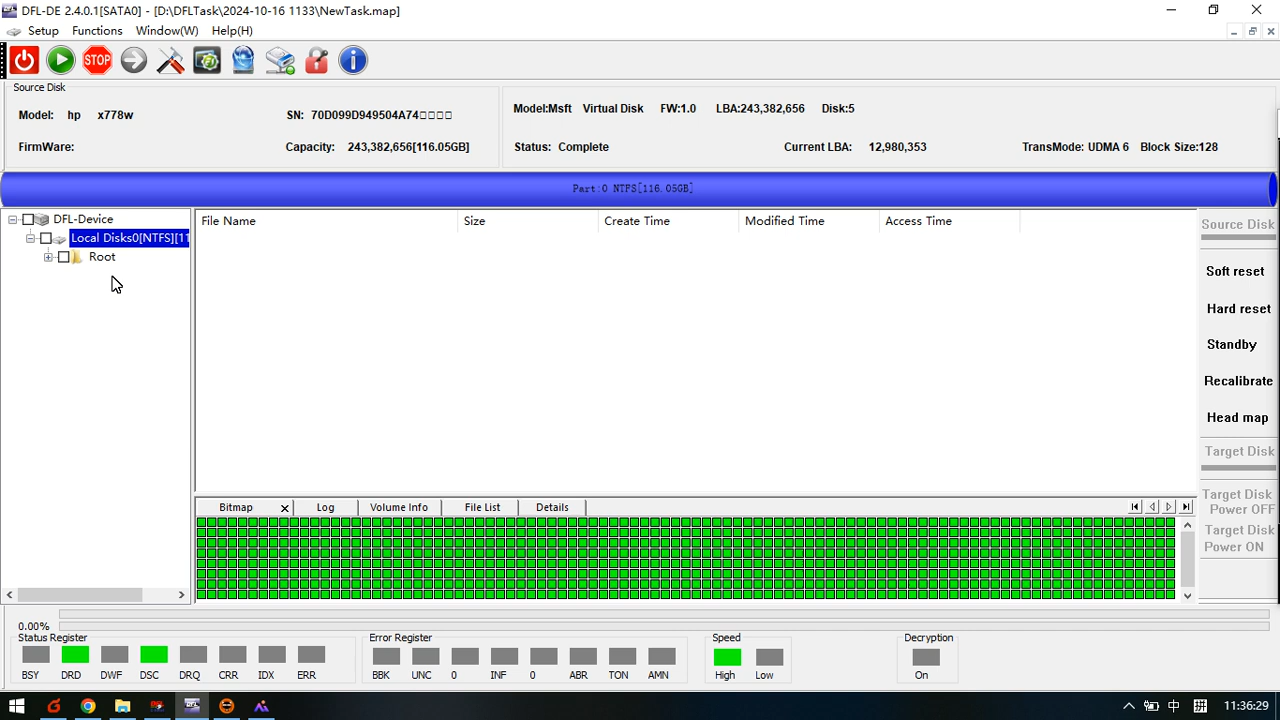 DFL-DE 2.4.0.1[SATA0] - [D:\DFLTask\2024-10-16 1133\NewTask.map]
Setup Functions Window(W) Help(H)
STOP
Source Disk
Model: hp x778w SN: 70D099D949504A74□□□□
Model:Msft Virtual Disk FW:1.0 LBA:243,382,656 Disk:5
FirmWare: Capacity: 243,382,656[116.05GB]
Status: Complete Current LBA: 12,980,353 TransMode: UDMA 6 Block Size:128
Part:0 NTFS[116.05GB]
DFL-Device
Local Disks0[NTFS][11
Root
File Name Size Create Time Modified Time Access Time
Source Disk
Soft reset
Hard reset
Standby
Recalibrate
Head map
Target Disk
Target Disk
Power OFF
Target Disk
Power ON
Bitmap Log Volume Info File List Details
0.00%
Status Register
BSY DRD DWF DSC DRQ CRR IDX ERR
Error Register
BBK UNC 0 INF 0 ABR TON AMN
Speed
High Low
Decryption
On
中 拼 11:36:29